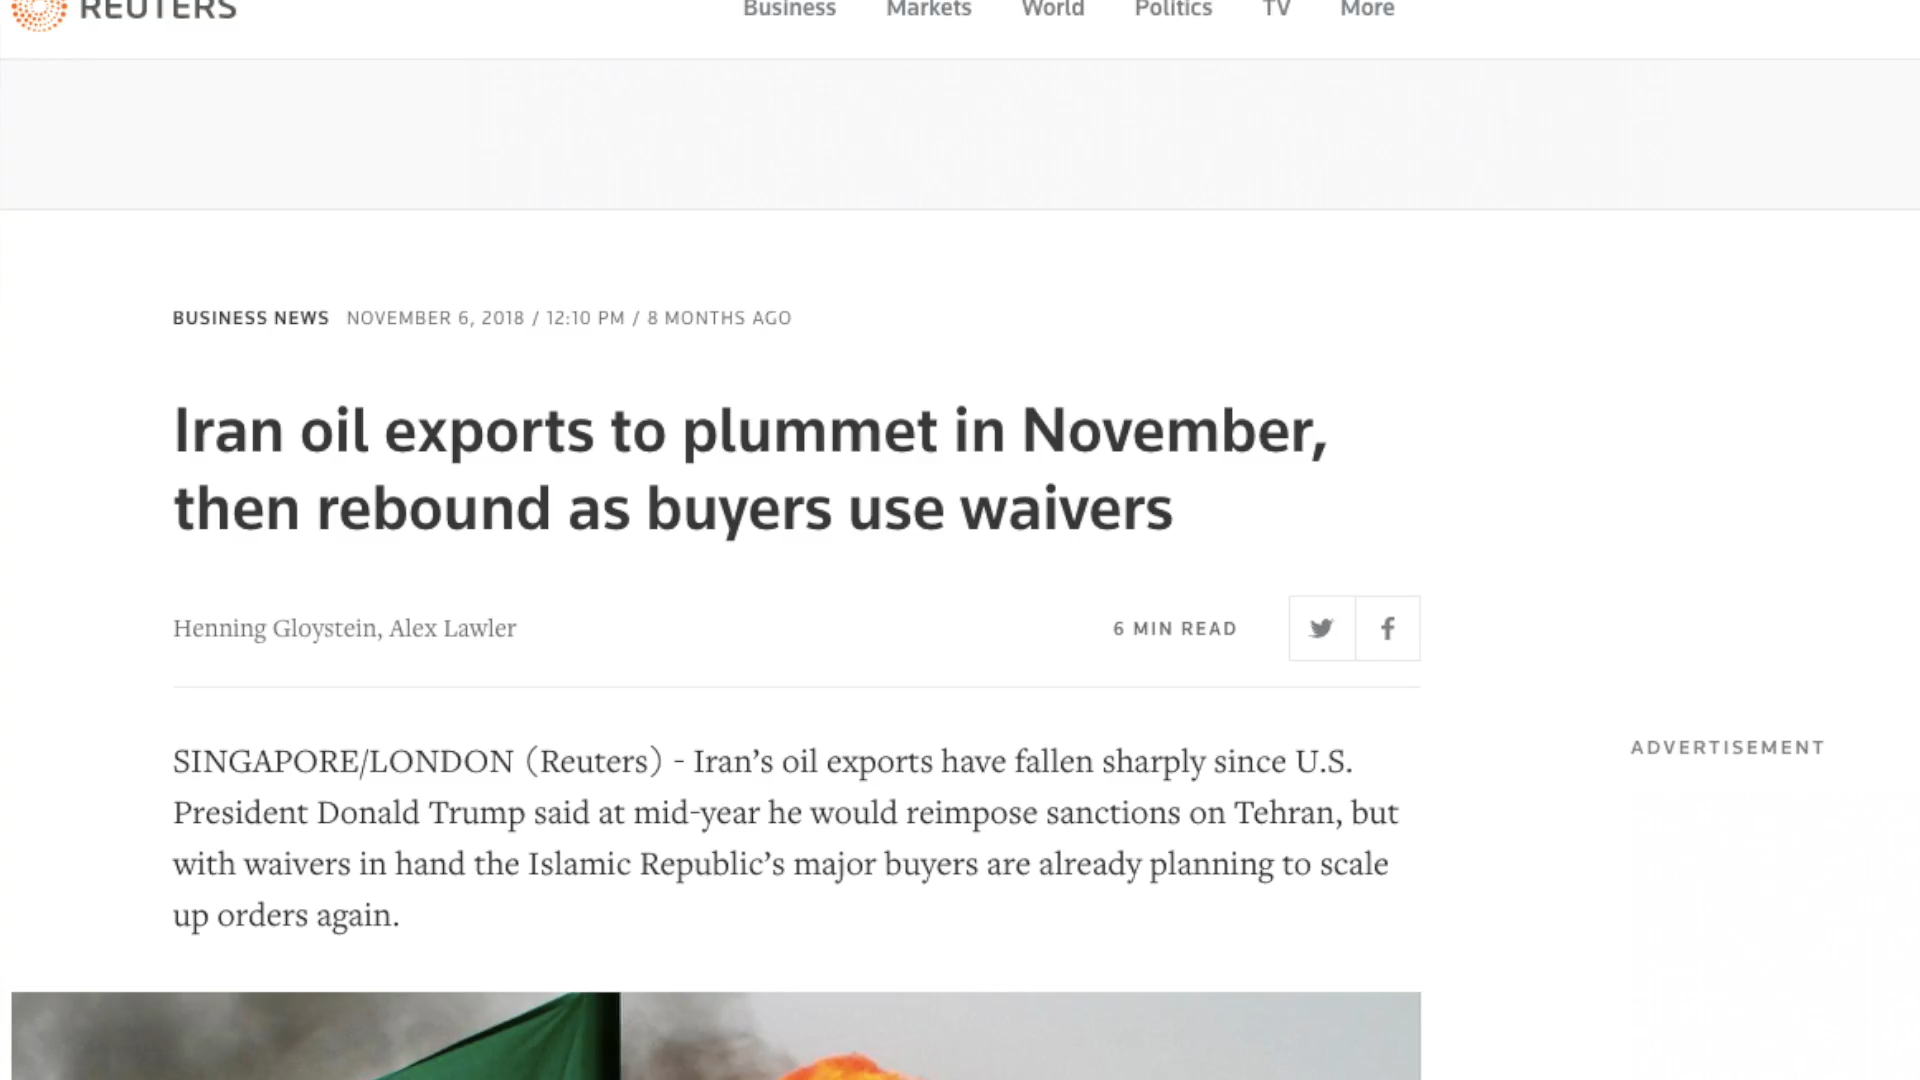 REUTERS
Business Markets World Politics TV More
BUSINESS NEWS NOVEMBER 6, 2018 / 12:10 PM / 8 MONTHS AGO
Iran oil exports to plummet in November,
then rebound as buyers use waivers
Henning Gloystein, Alex Lawler
6 MIN READ
SINGAPORE/LONDON (Reuters) - Iran’s oil exports have fallen sharply since U.S.
President Donald Trump said at mid-year he would reimpose sanctions on Tehran, but
with waivers in hand the Islamic Republic’s major buyers are already planning to scale
up orders again.
ADVERTISEMENT